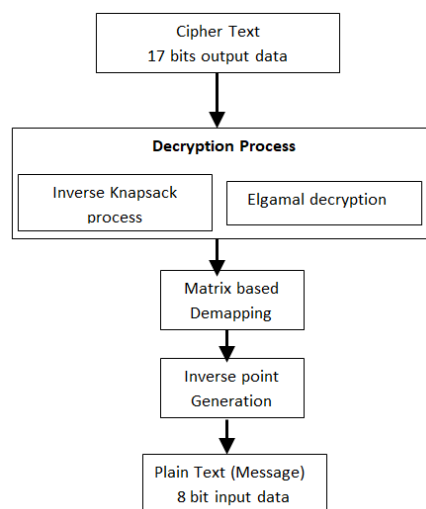 Cipher Text
17 bits output data
Decryption Process
Inverse Knapsack
process
Elgamal decryption
Matrix based
Demapping
Inverse point
Generation
Plain Text (Message)
8 bit input data